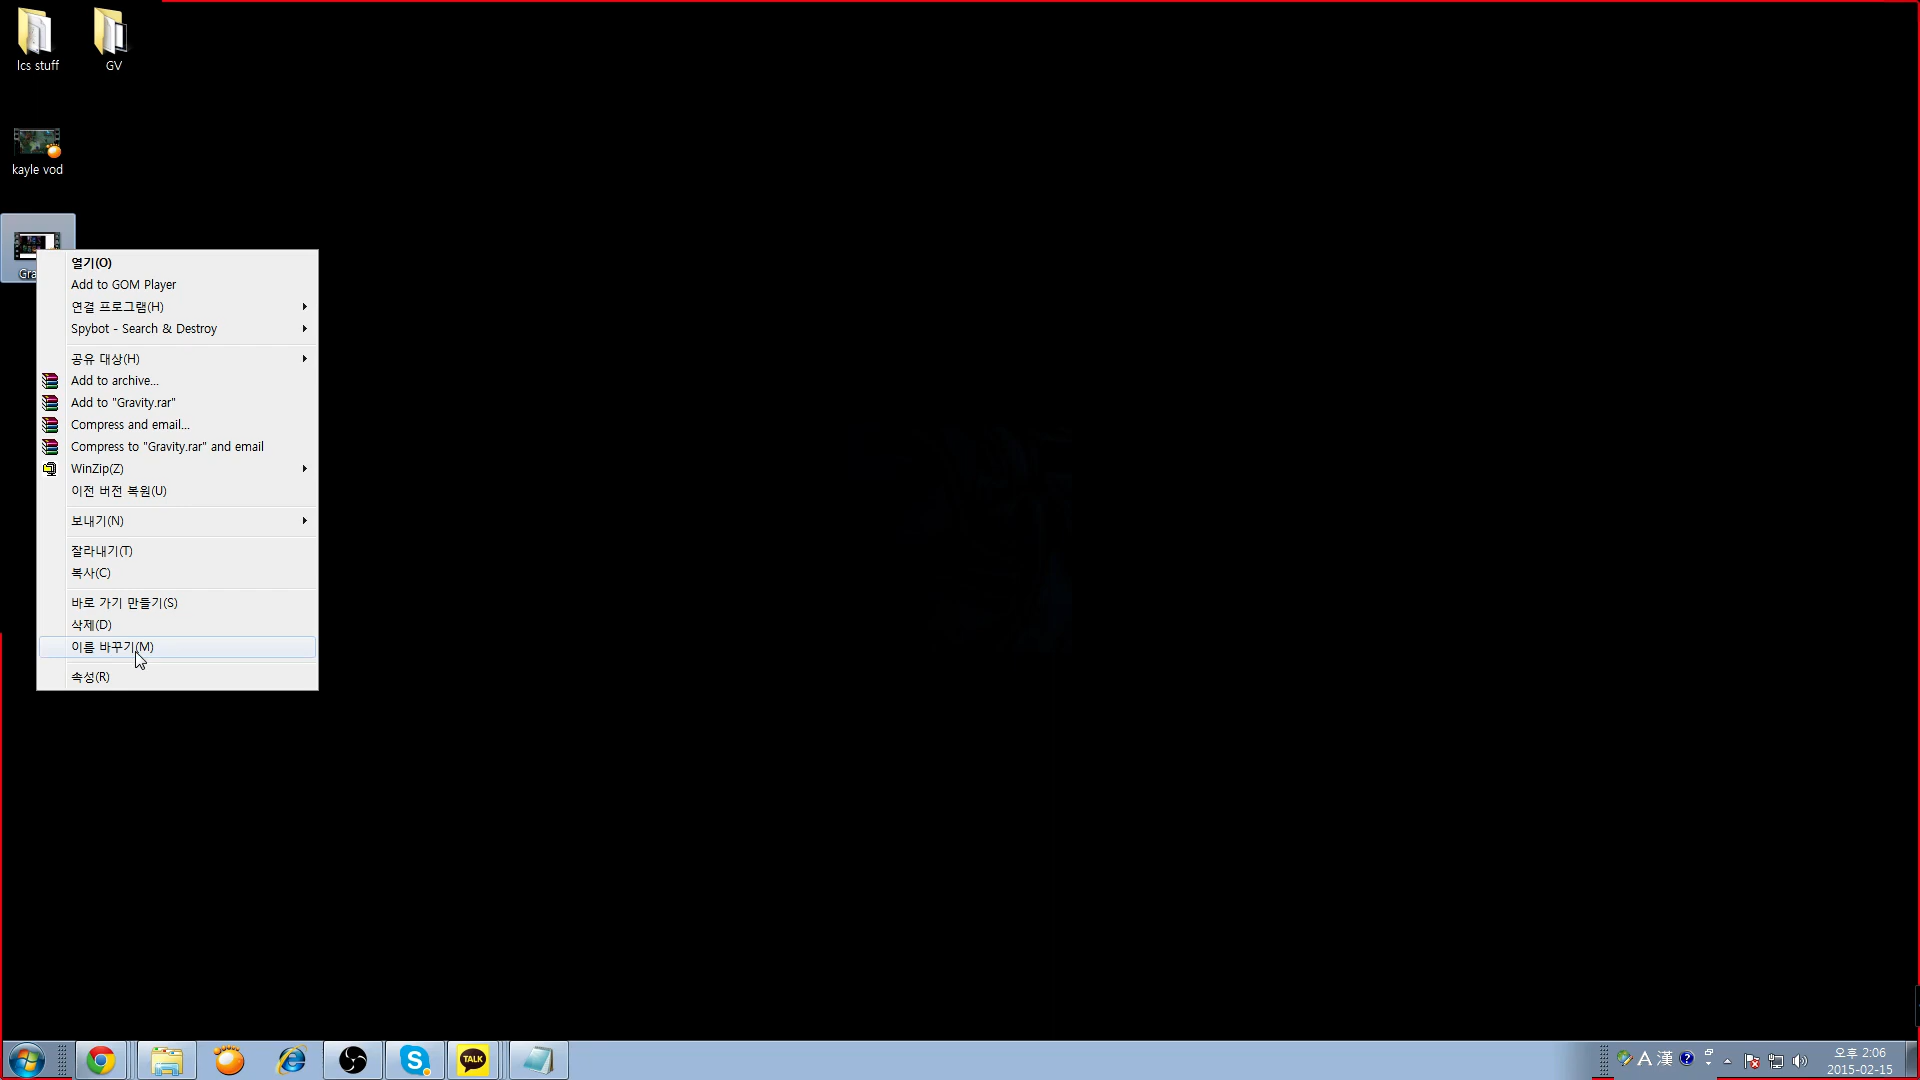 lcs stuff
GV
kayle vod
Gra
열기(O)
Add to GOM Player
연결 프로그램(H)
Spybot - Search & Destroy
공유 대상(H)
Add to archive...
Add to "Gravity.rar"
Compress and email...
Compress to "Gravity.rar" and email
WinZip(Z)
이전 버전 복원(U)
보내기(N)
잘라내기(T)
복사(C)
바로 가기 만들기(S)
삭제(D)
이름 바꾸기(M)
속성(R)
TALK
A 漢
오후 2:06
2015-02-15